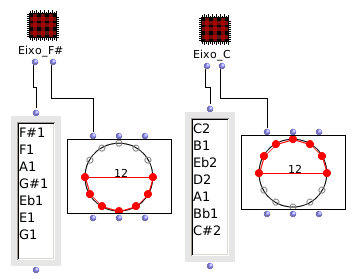 Eixo_F#
F#1
F1
A1
G#1
Eb1
E1
G1
12
Eixo_C
C2
B1
Eb2
D2
A1
Bb1
C#2
12